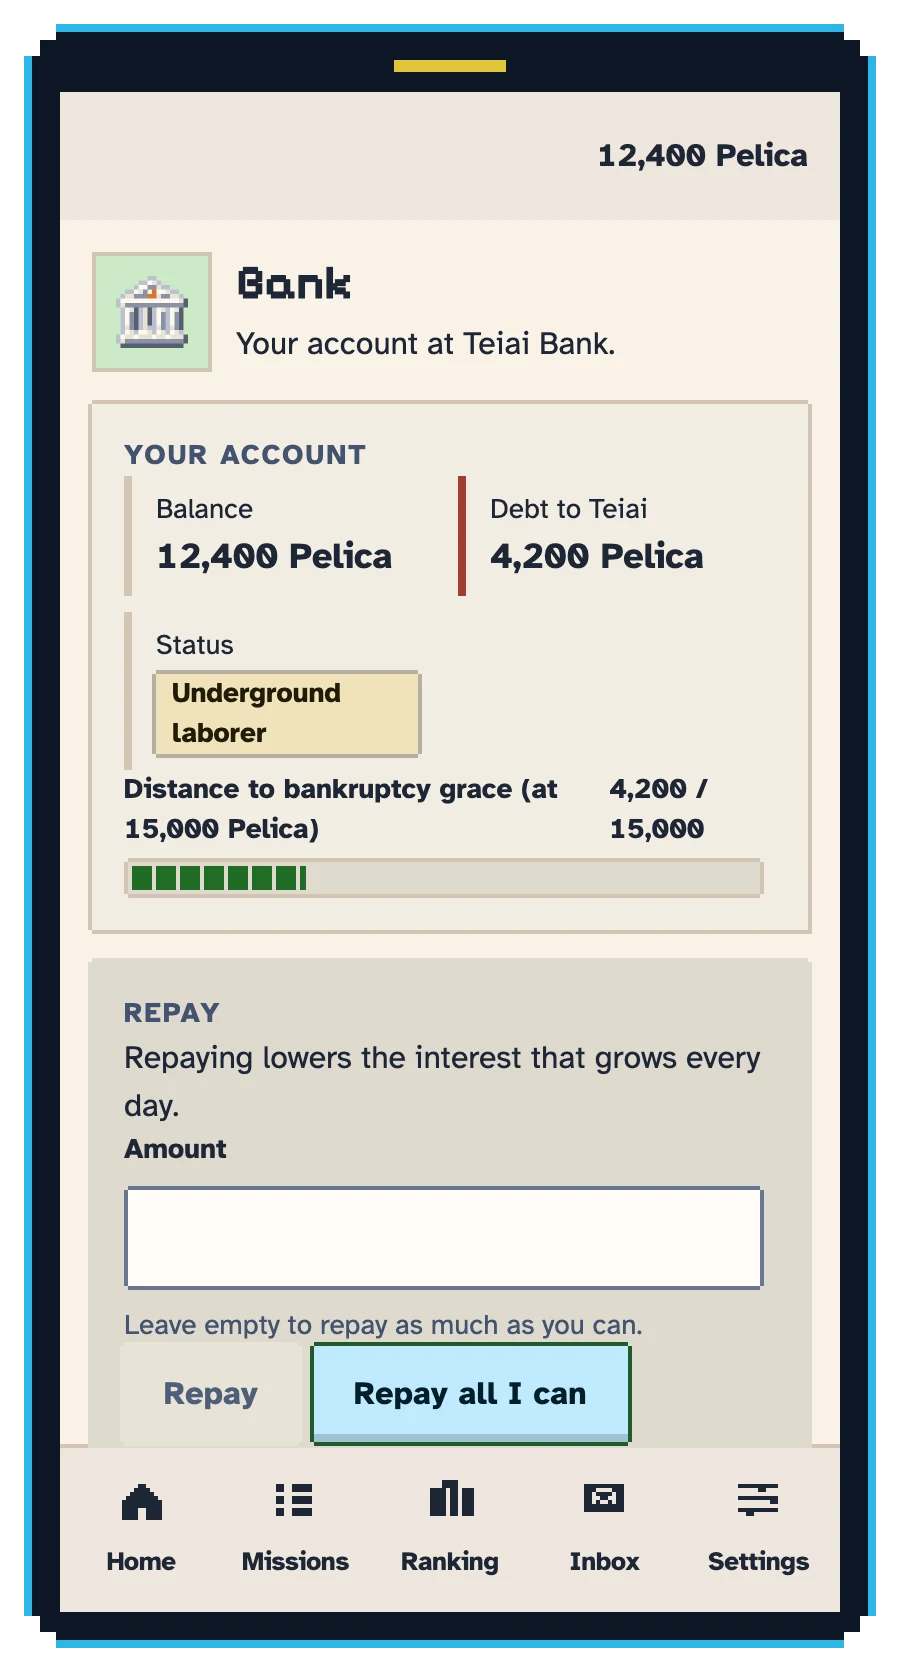 12,400 Pelica
Bank
Your account at Teiai Bank.
YOUR ACCOUNT
Balance
12,400 Pelica
Debt to Teiai
4,200 Pelica
Status
Underground
laborer
Distance to bankruptcy grace (at
15,000 Pelica)
4,200 /
15,000
REPAY
Repaying lowers the interest that grows every
day.
Amount
Leave empty to repay as much as you can.
Repay
Repay all I can
Home
Missions
Ranking
Inbox
Settings